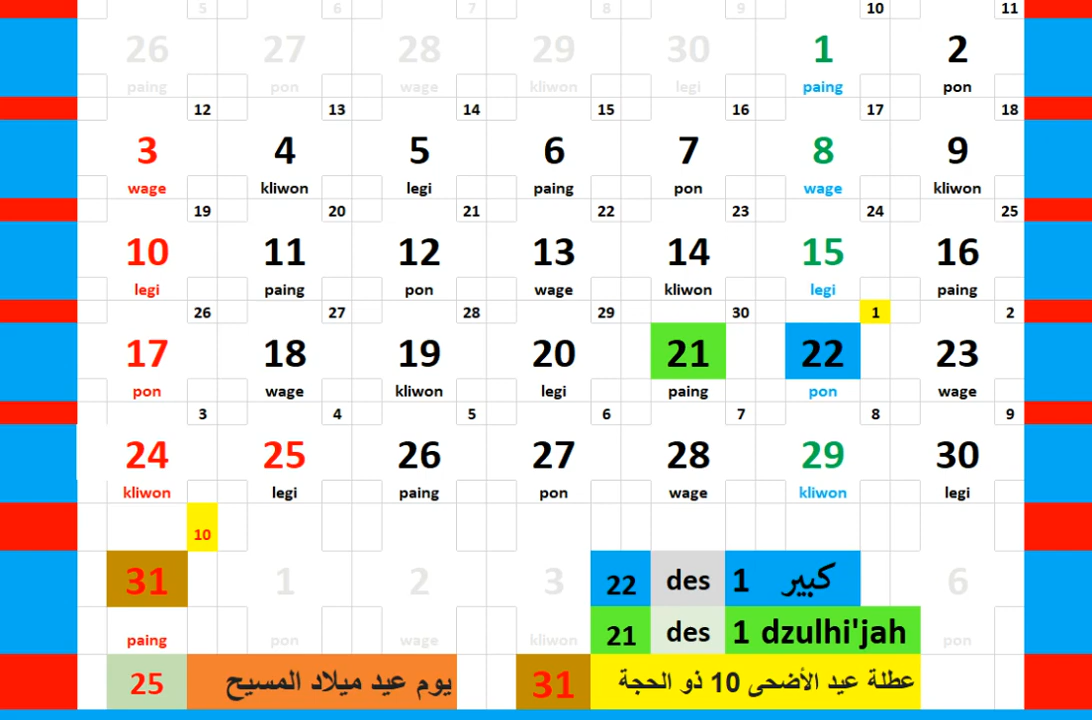 5 6 7 8 9 10 11
26 27 28 29 30 1 2
paing pon wage kliwon legi paing pon
12 13 14 15 16 17 18
3 4 5 6 7 8 9
wage kliwon legi paing pon wage kliwon
19 20 21 22 23 24 25
10 11 12 13 14 15 16
legi paing pon wage kliwon legi paing
26 27 28 29 30 1 2
17 18 19 20 21 22 23
pon wage kliwon legi paing pon wage
3 4 5 6 7 8 9
24 25 26 27 28 29 30
kliwon legi paing pon wage kliwon legi
10
31 1 2 3 22 des 1 كبير 6
paing pon wage kliwon 21 des 1 dzulhi'jah pon
25 يوم عيد ميلاد المسيح 31 عطلة عيد الأضحى 10 ذو الحجة